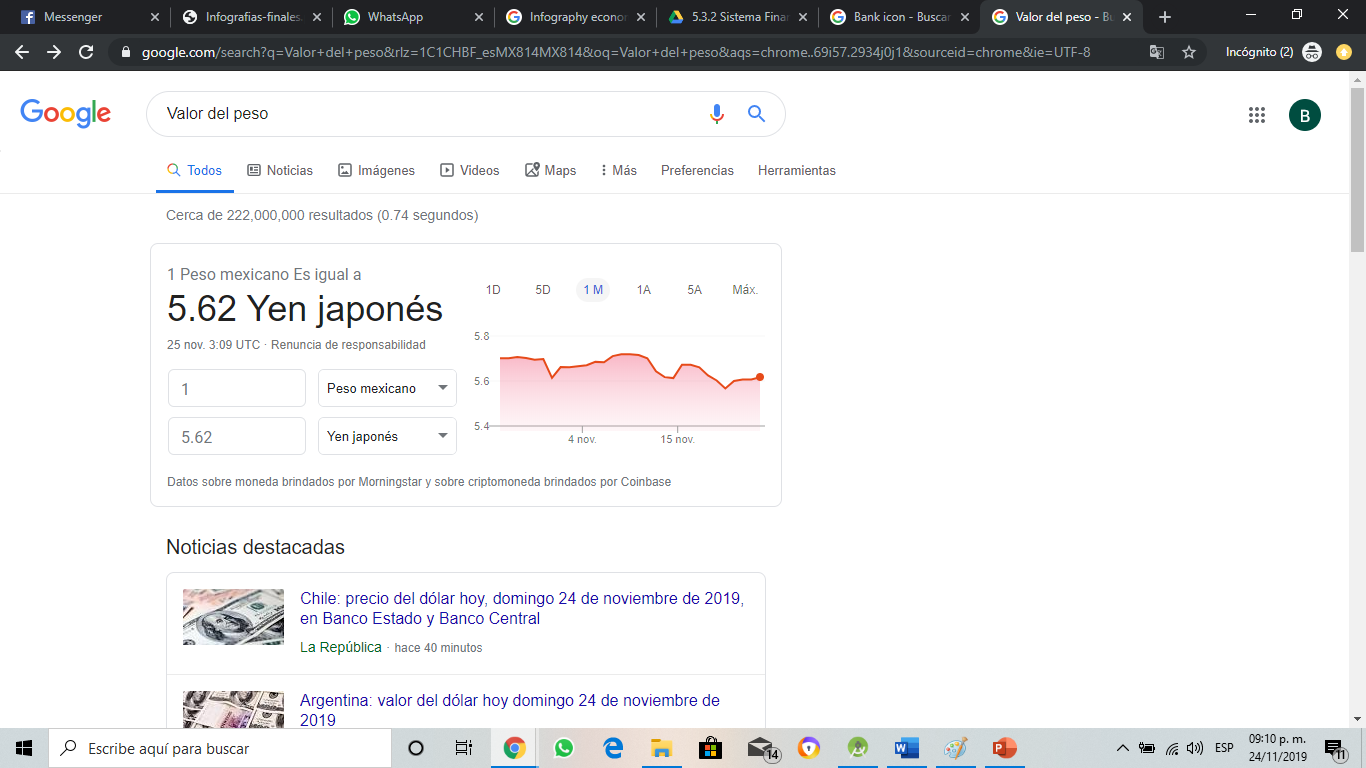 Messenger
Infografias-finales.
WhatsApp
Infography econo
5.3.2 Sistema Finan
Bank icon - Buscar
Valor del peso - Bu
google.com/search?q=Valor+del+peso&rlz=1C1CHBF_esMX814MX814&oq=Valor+del+peso&aqs=chrome..69i57.2934j0j1&sourceid=chrome&ie=UTF-8
Incógnito (2)
Google
Valor del peso
B
Todos
Noticias
Imágenes
Videos
Maps
Más
Preferencias
Herramientas
Cerca de 222,000,000 resultados (0.74 segundos)
1 Peso mexicano Es igual a
5.62 Yen japonés
25 nov. 3:09 UTC · Renuncia de responsabilidad
1
Peso mexicano
5.62
Yen japonés
1D
5D
1 M
1A
5A
Máx.
5.8
5.6
5.4
4 nov.
15 nov.
Datos sobre moneda brindados por Morningstar y sobre criptomoneda brindados por Coinbase
Noticias destacadas
Chile: precio del dólar hoy, domingo 24 de noviembre de 2019,
en Banco Estado y Banco Central
La República · hace 40 minutos
Argentina: valor del dólar hoy domingo 24 de noviembre de
2019
Escribe aquí para buscar
14
ESP
09:10 p. m.
24/11/2019
11